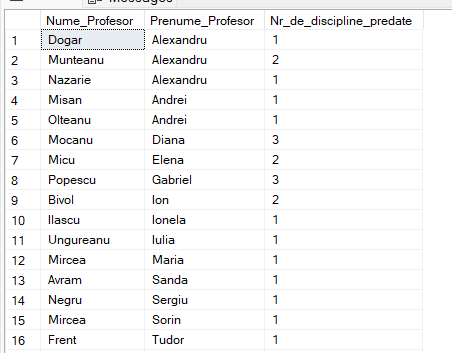 Messages
Nume_Profesor Prenume_Profesor Nr_de_discipline_predate
1 Dogar Alexandru 1
2 Munteanu Alexandru 2
3 Nazarie Alexandru 1
4 Misan Andrei 1
5 Olteanu Andrei 1
6 Mocanu Diana 3
7 Micu Elena 2
8 Popescu Gabriel 3
9 Bivol Ion 2
10 Ilascu Ionela 1
11 Ungureanu Iulia 1
12 Mircea Maria 1
13 Avram Sanda 1
14 Negru Sergiu 1
15 Mircea Sorin 1
16 Frent Tudor 1